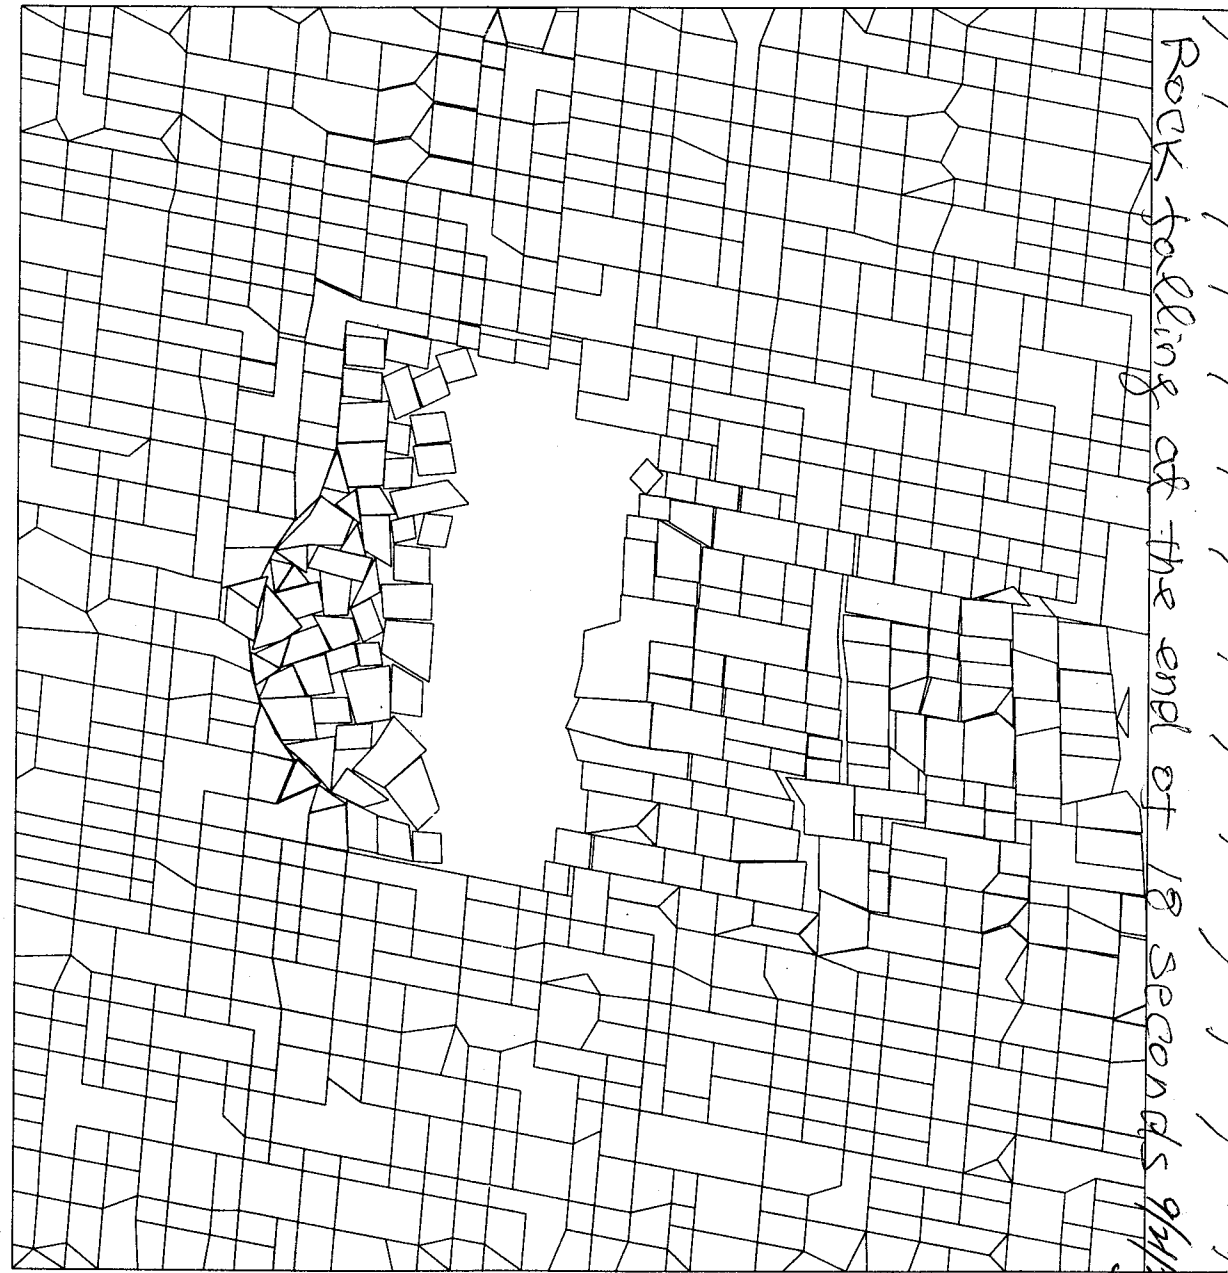 Rock falling at the end of 18 seconds